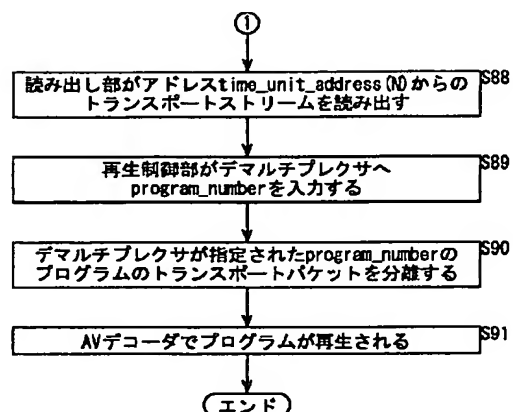 ①
読み出し部がアドレスtime_unit_address(N)からの
トランスポートストリームを読み出す
S88
再生制御部がデマルチプレクサへ
program_numberを入力する
S89
デマルチプレクサが指定されたprogram_numberの
プログラムのトランスポートパケットを分離する
S90
AVデコーダでプログラムが再生される
S91
エンド